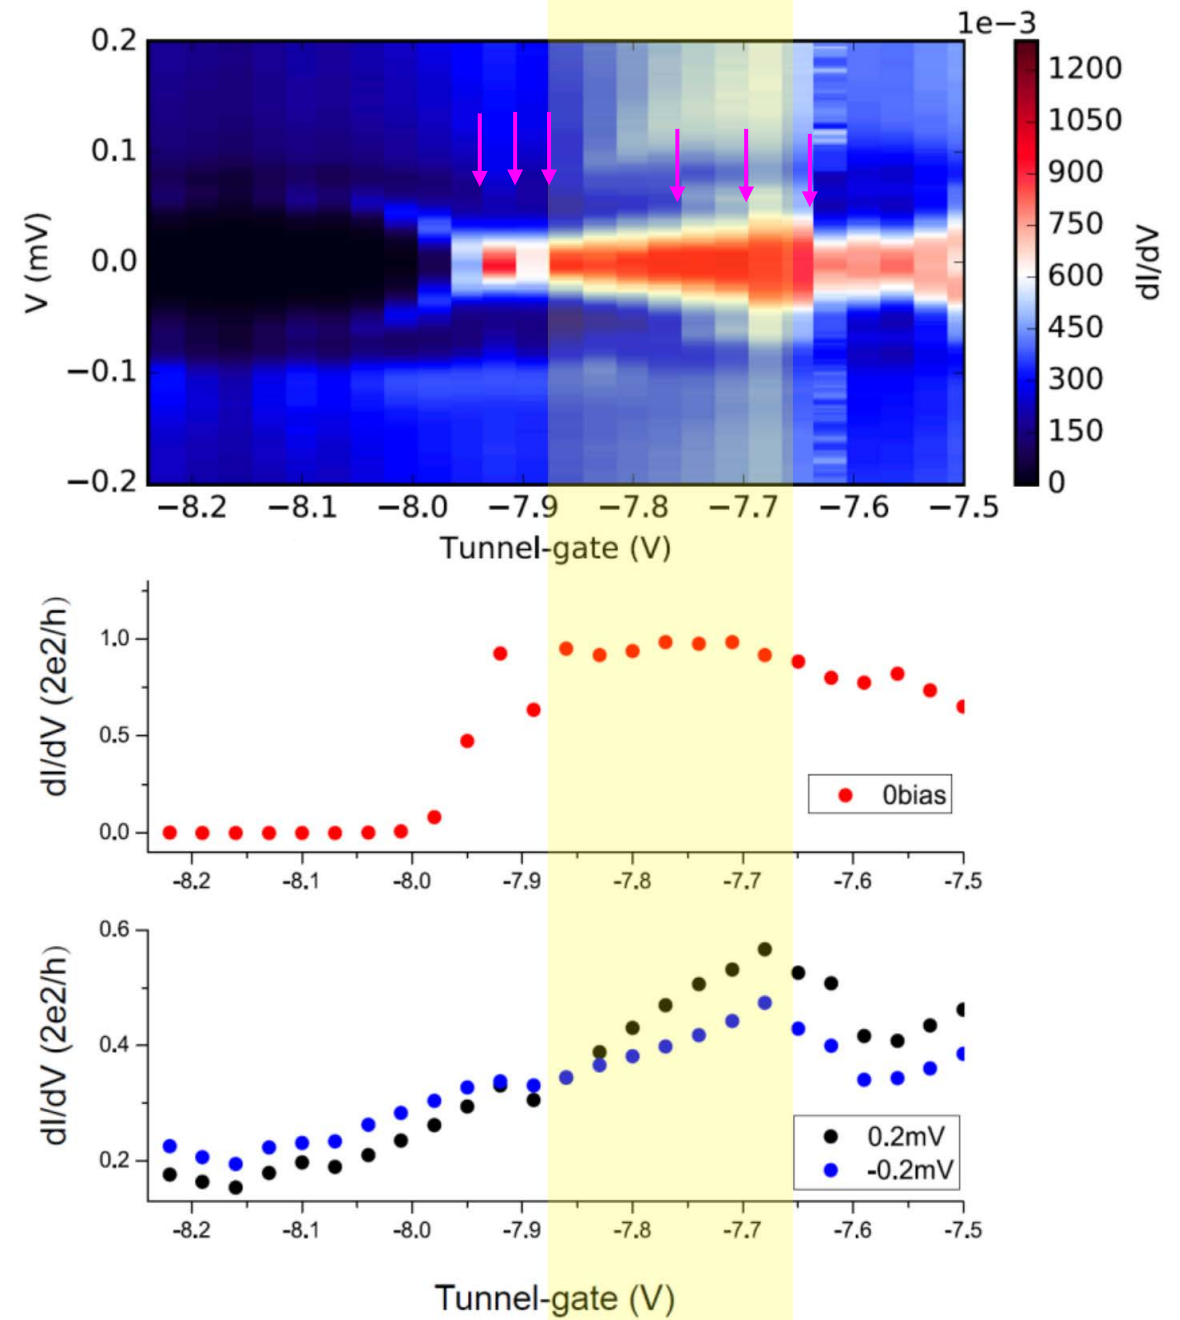 1e−3
0.2
0.1
0.0
−0.1
−0.2
V (mV)
1200
1050
900
750
600
450
300
150
0
dI/dV
−8.2 −8.1 −8.0 −7.9 −7.8 −7.7 −7.6 −7.5
Tunnel-gate (V)
dI/dV (2e2/h)
1.0
0.5
0.0
0bias
-8.2 -8.1 -8.0 -7.9 -7.8 -7.7 -7.6 -7.5
dI/dV (2e2/h)
0.6
0.4
0.2
0.2mV
-0.2mV
-8.2 -8.1 -8.0 -7.9 -7.8 -7.7 -7.6 -7.5
Tunnel-gate (V)